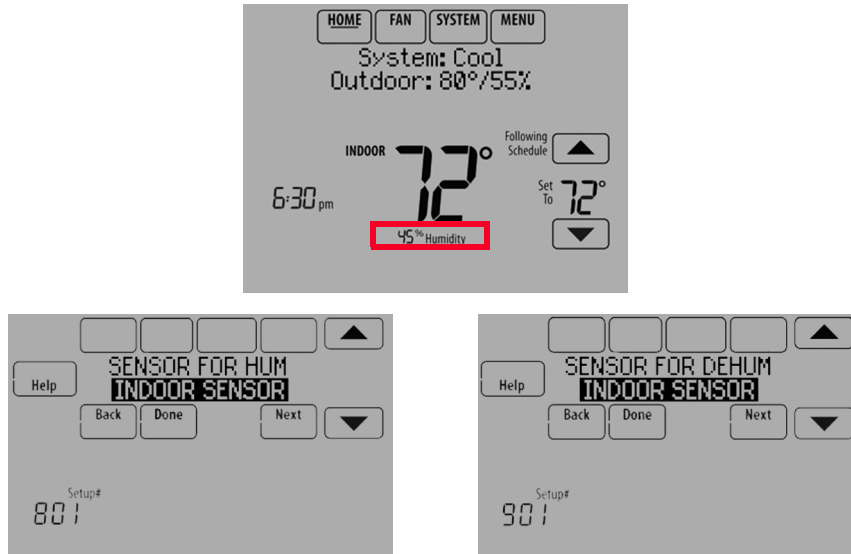 HOME FAN SYSTEM MENU
System: Cool
Outdoor: 80°/55%
Following
Schedule
INDOOR 72°
Set
To 72°
6:30 pm
45% Humidity
SENSOR FOR HUM
Help
INDOOR SENSOR
Back Done Next
Setup#
801
SENSOR FOR DEHUM
Help
INDOOR SENSOR
Back Done Next
Setup#
901